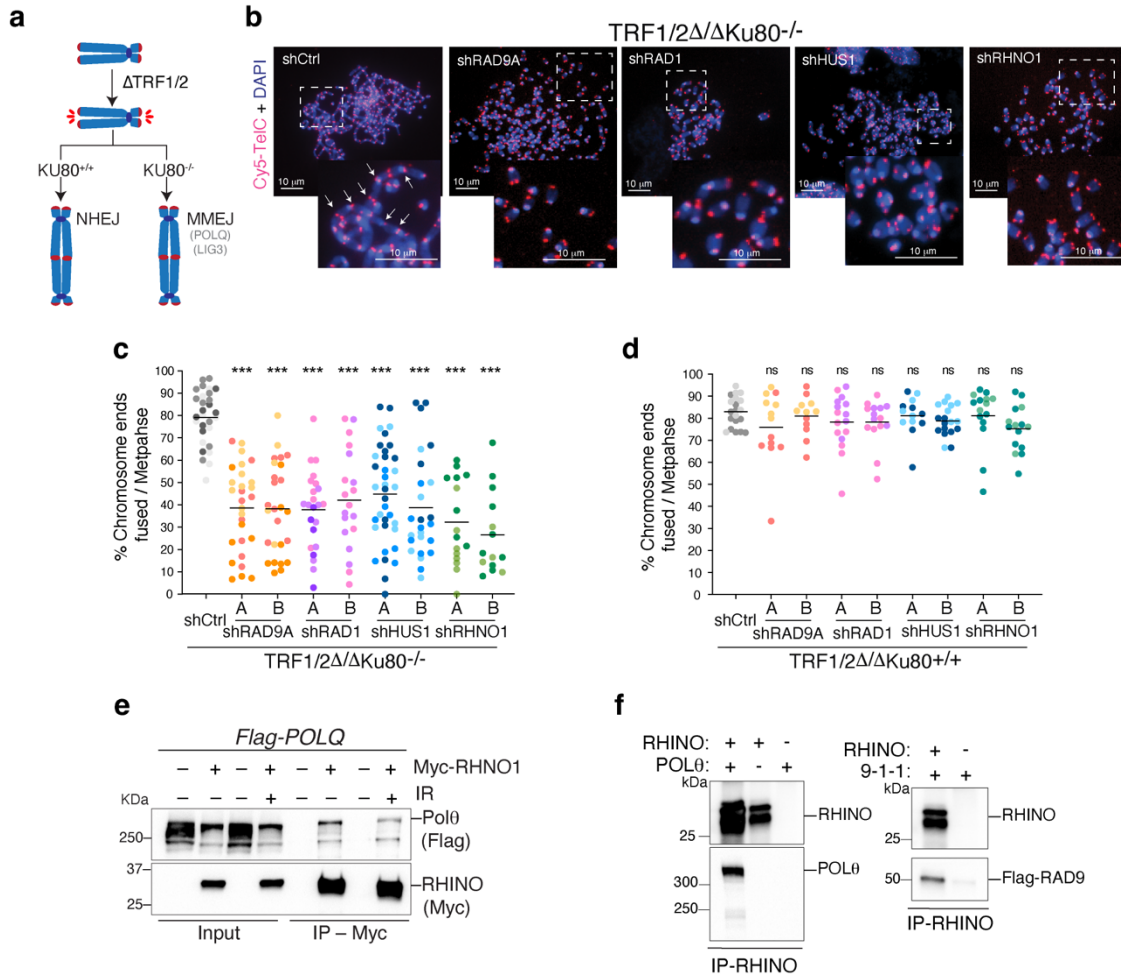 a
ΔTRF1/2
KU80+/+
KU80-/-
NHEJ
MMEJ
(POLQ)
(LIG3)
b
TRF1/2Δ/ΔKu80-/-
Cy5-TelC + DAPI
shCtrl
shRAD9A
shRAD1
shHUS1
shRHNO1
10 μm
10 μm
10 μm
10 μm
10 μm
10 μm
10 μm
10 μm
10 μm
10 μm
c
% Chromosome ends
fused / Metpahse
100
90
80
70
60
50
40
30
20
10
0
*** *** *** *** *** *** *** ***
A B A B A B A B
shCtrl shRAD9A shRAD1 shHUS1 shRHNO1
TRF1/2Δ/ΔKu80-/-
d
% Chromosome ends
fused / Metpahse
100
90
80
70
60
50
40
30
20
10
0
ns ns ns ns ns ns ns ns
A B A B A B A B
shCtrl shRAD9A shRAD1 shHUS1 shRHNO1
TRF1/2Δ/ΔKu80+/+
e
Flag-POLQ
– + – + – + – + Myc-RHNO1
– – – + – – – + IR
KDa
250
Polθ
(Flag)
37
25
RHINO
(Myc)
Input IP – Myc
f
RHINO: + + -
POLθ: + - +
kDa
25
RHINO
300
250
POLθ
IP-RHINO
RHINO: + -
9-1-1: + +
kDa
25
RHINO
50
Flag-RAD9
IP-RHINO